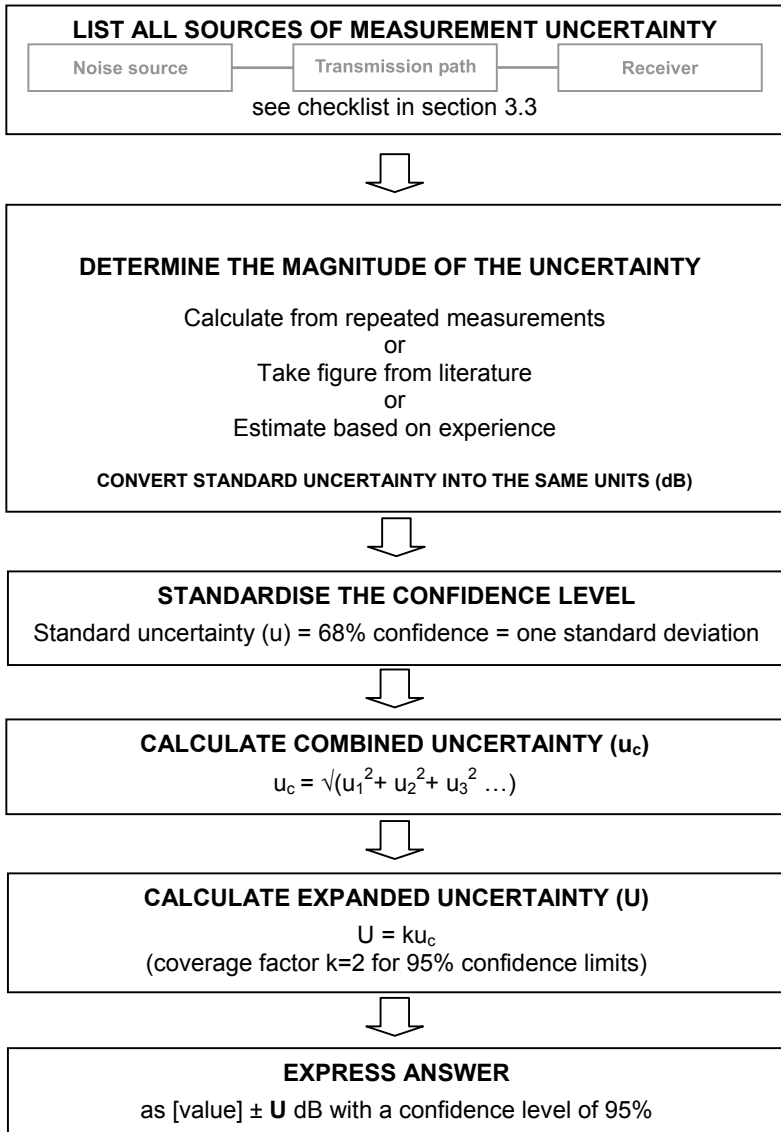 LIST ALL SOURCES OF MEASUREMENT UNCERTAINTY
Noise source Transmission path Receiver
see checklist in section 3.3
DETERMINE THE MAGNITUDE OF THE UNCERTAINTY
Calculate from repeated measurements
or
Take figure from literature
or
Estimate based on experience
CONVERT STANDARD UNCERTAINTY INTO THE SAME UNITS (dB)
STANDARDISE THE CONFIDENCE LEVEL
Standard uncertainty (u) = 68% confidence = one standard deviation
CALCULATE COMBINED UNCERTAINTY (u_c)
u_c = √(u₁²+ u₂²+ u₃² …)
CALCULATE EXPANDED UNCERTAINTY (U)
U = ku_c
(coverage factor k=2 for 95% confidence limits)
EXPRESS ANSWER
as [value] ± U dB with a confidence level of 95%